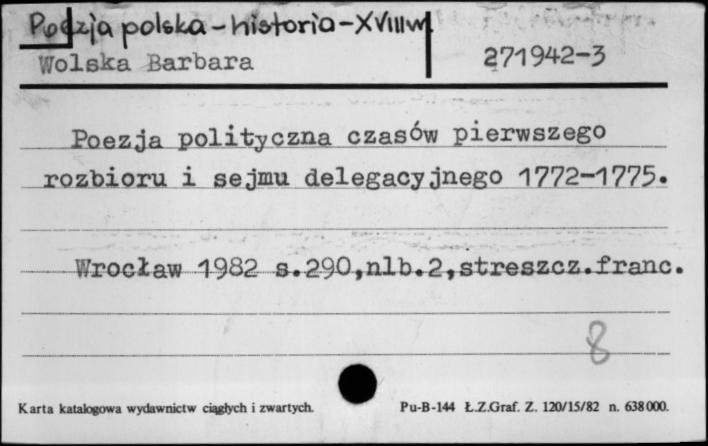 Poezja polska-historia-XVIIIw.
Wolska Barbara
271942-3
Poezja polityczna czasów pierwszego
rozbioru i sejmu delegacyjnego 1772-1775.
Wrocław 1982 s.290,nlb.2,streszcz.franc.
8
Karta katalogowa wydawnictw ciągłych i zwartych.
Pu-B-144 Ł.Z.Graf. Z. 120/15/82 n. 638000.